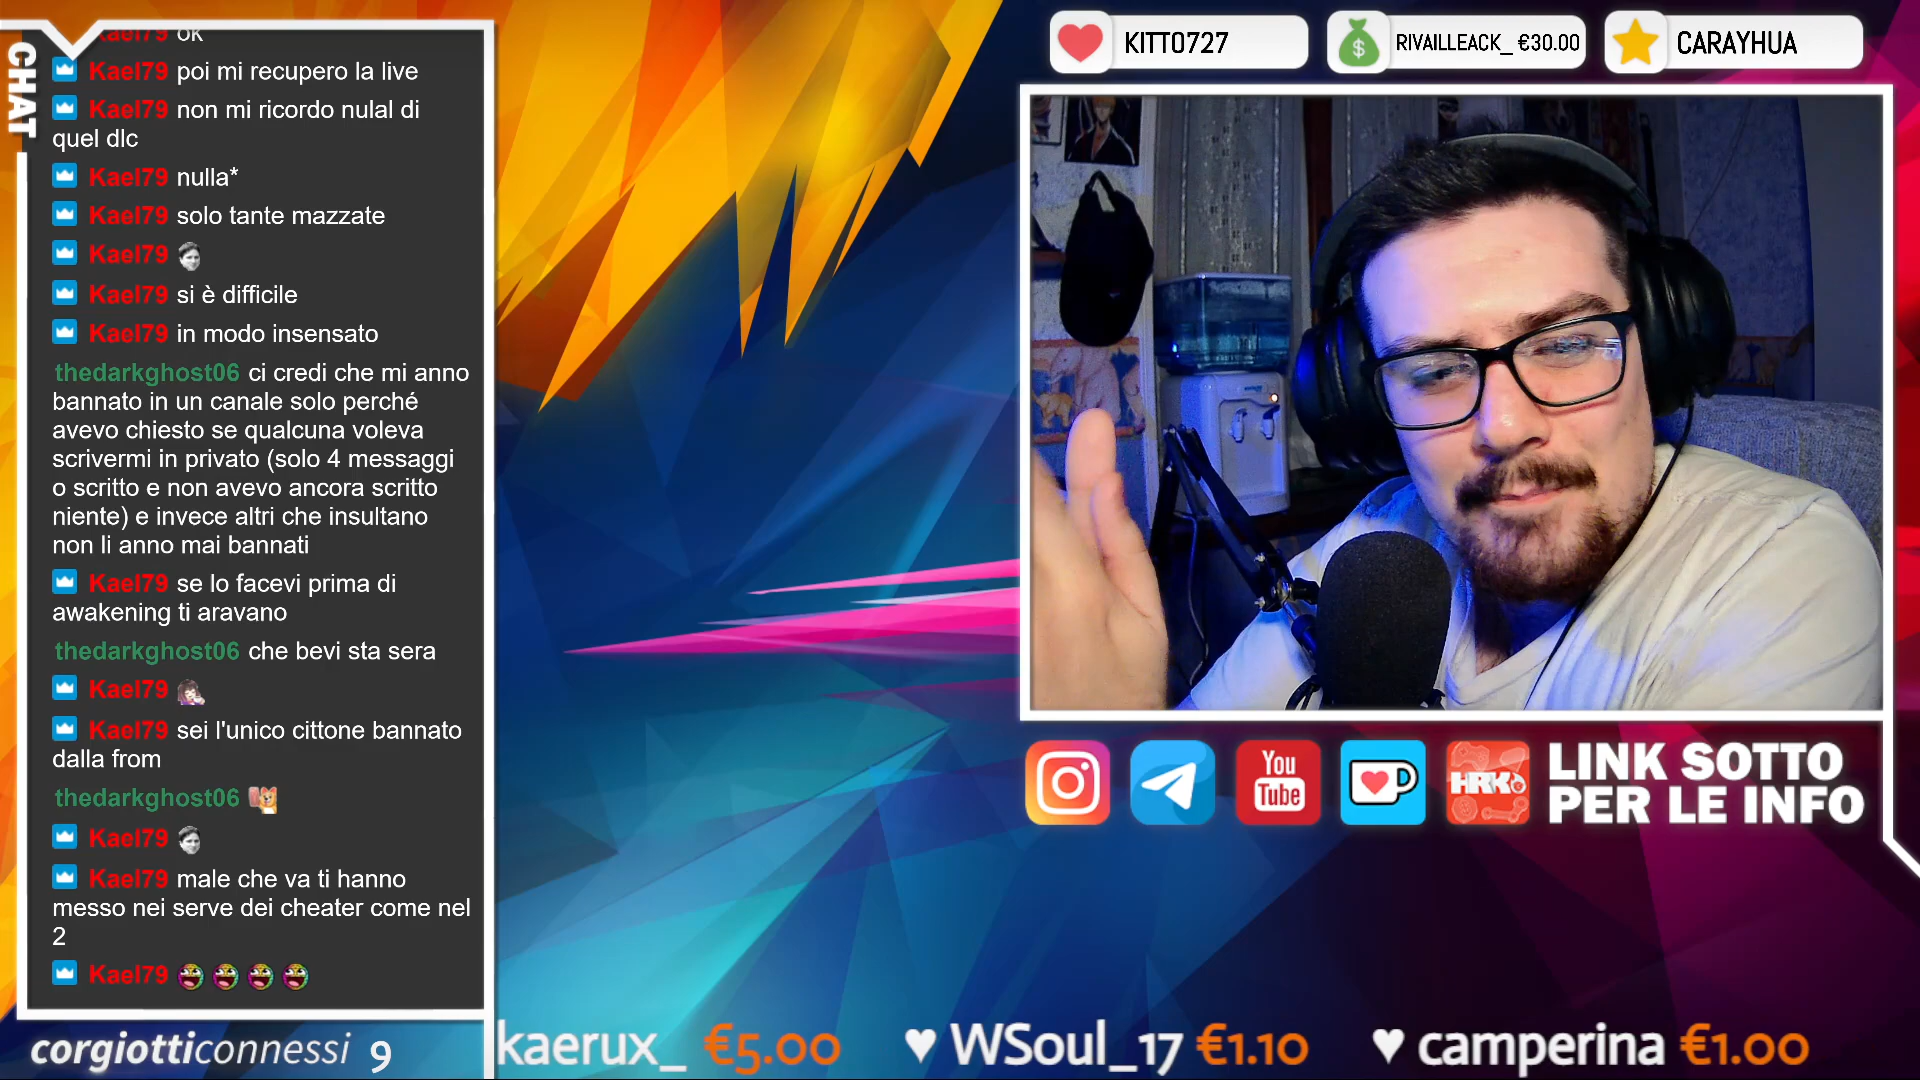 CHAT
Kael79 ok
Kael79 poi mi recupero la live
Kael79 non mi ricordo nulal di
quel dlc
Kael79 nulla*
Kael79 solo tante mazzate
Kael79
Kael79 si è difficile
Kael79 in modo insensato
thedarkghost06 ci credi che mi anno
bannato in un canale solo perché
avevo chiesto se qualcuna voleva
scrivermi in privato (solo 4 messaggi
o scritto e non avevo ancora scritto
niente) e invece altri che insultano
non li anno mai bannati
Kael79 se lo facevi prima di
awakening ti aravano
thedarkghost06 che bevi sta sera
Kael79
Kael79 sei l'unico cittone bannato
dalla from
thedarkghost06
Kael79
Kael79 male che va ti hanno
messo nei serve dei cheater come nel
2
Kael79
corgiotticonnessi 9
KITT0727
RIVAILLEACK_ €30.00
CARAYHUA
You
Tube
HRK
LINK SOTTO
PER LE INFO
kaerux_ €5.00 ♥ WSoul_17 €1.10 ♥ camperina €1.00